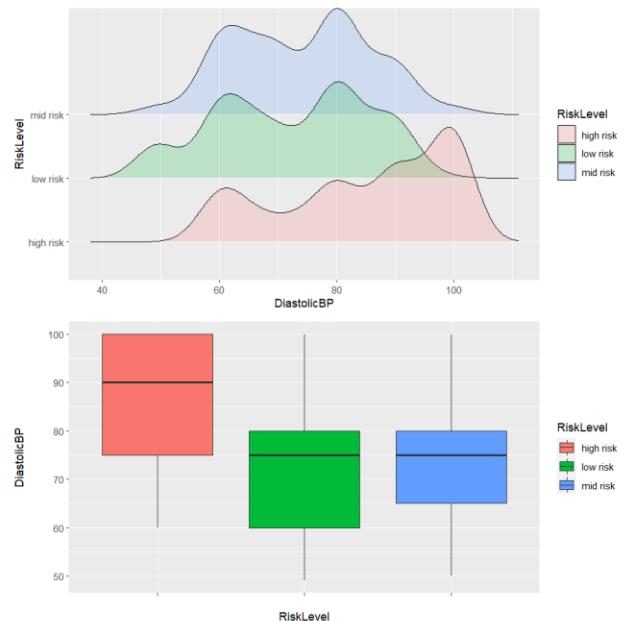 mid risk
low risk
high risk
RiskLevel
40
60
80
100
DiastolicBP
RiskLevel
high risk
low risk
mid risk
100
90
80
70
60
50
DiastolicBP
RiskLevel
RiskLevel
high risk
low risk
mid risk